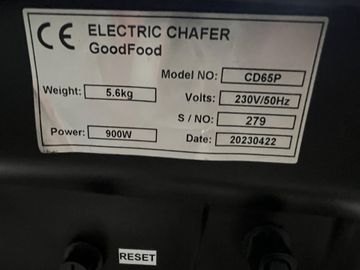 CE ELECTRIC CHAFER
GoodFood
Model NO: CD65P
Weight: 5.6kg Volts: 230V/50Hz
S / NO: 279
Power: 900W Date: 20230422
RESET